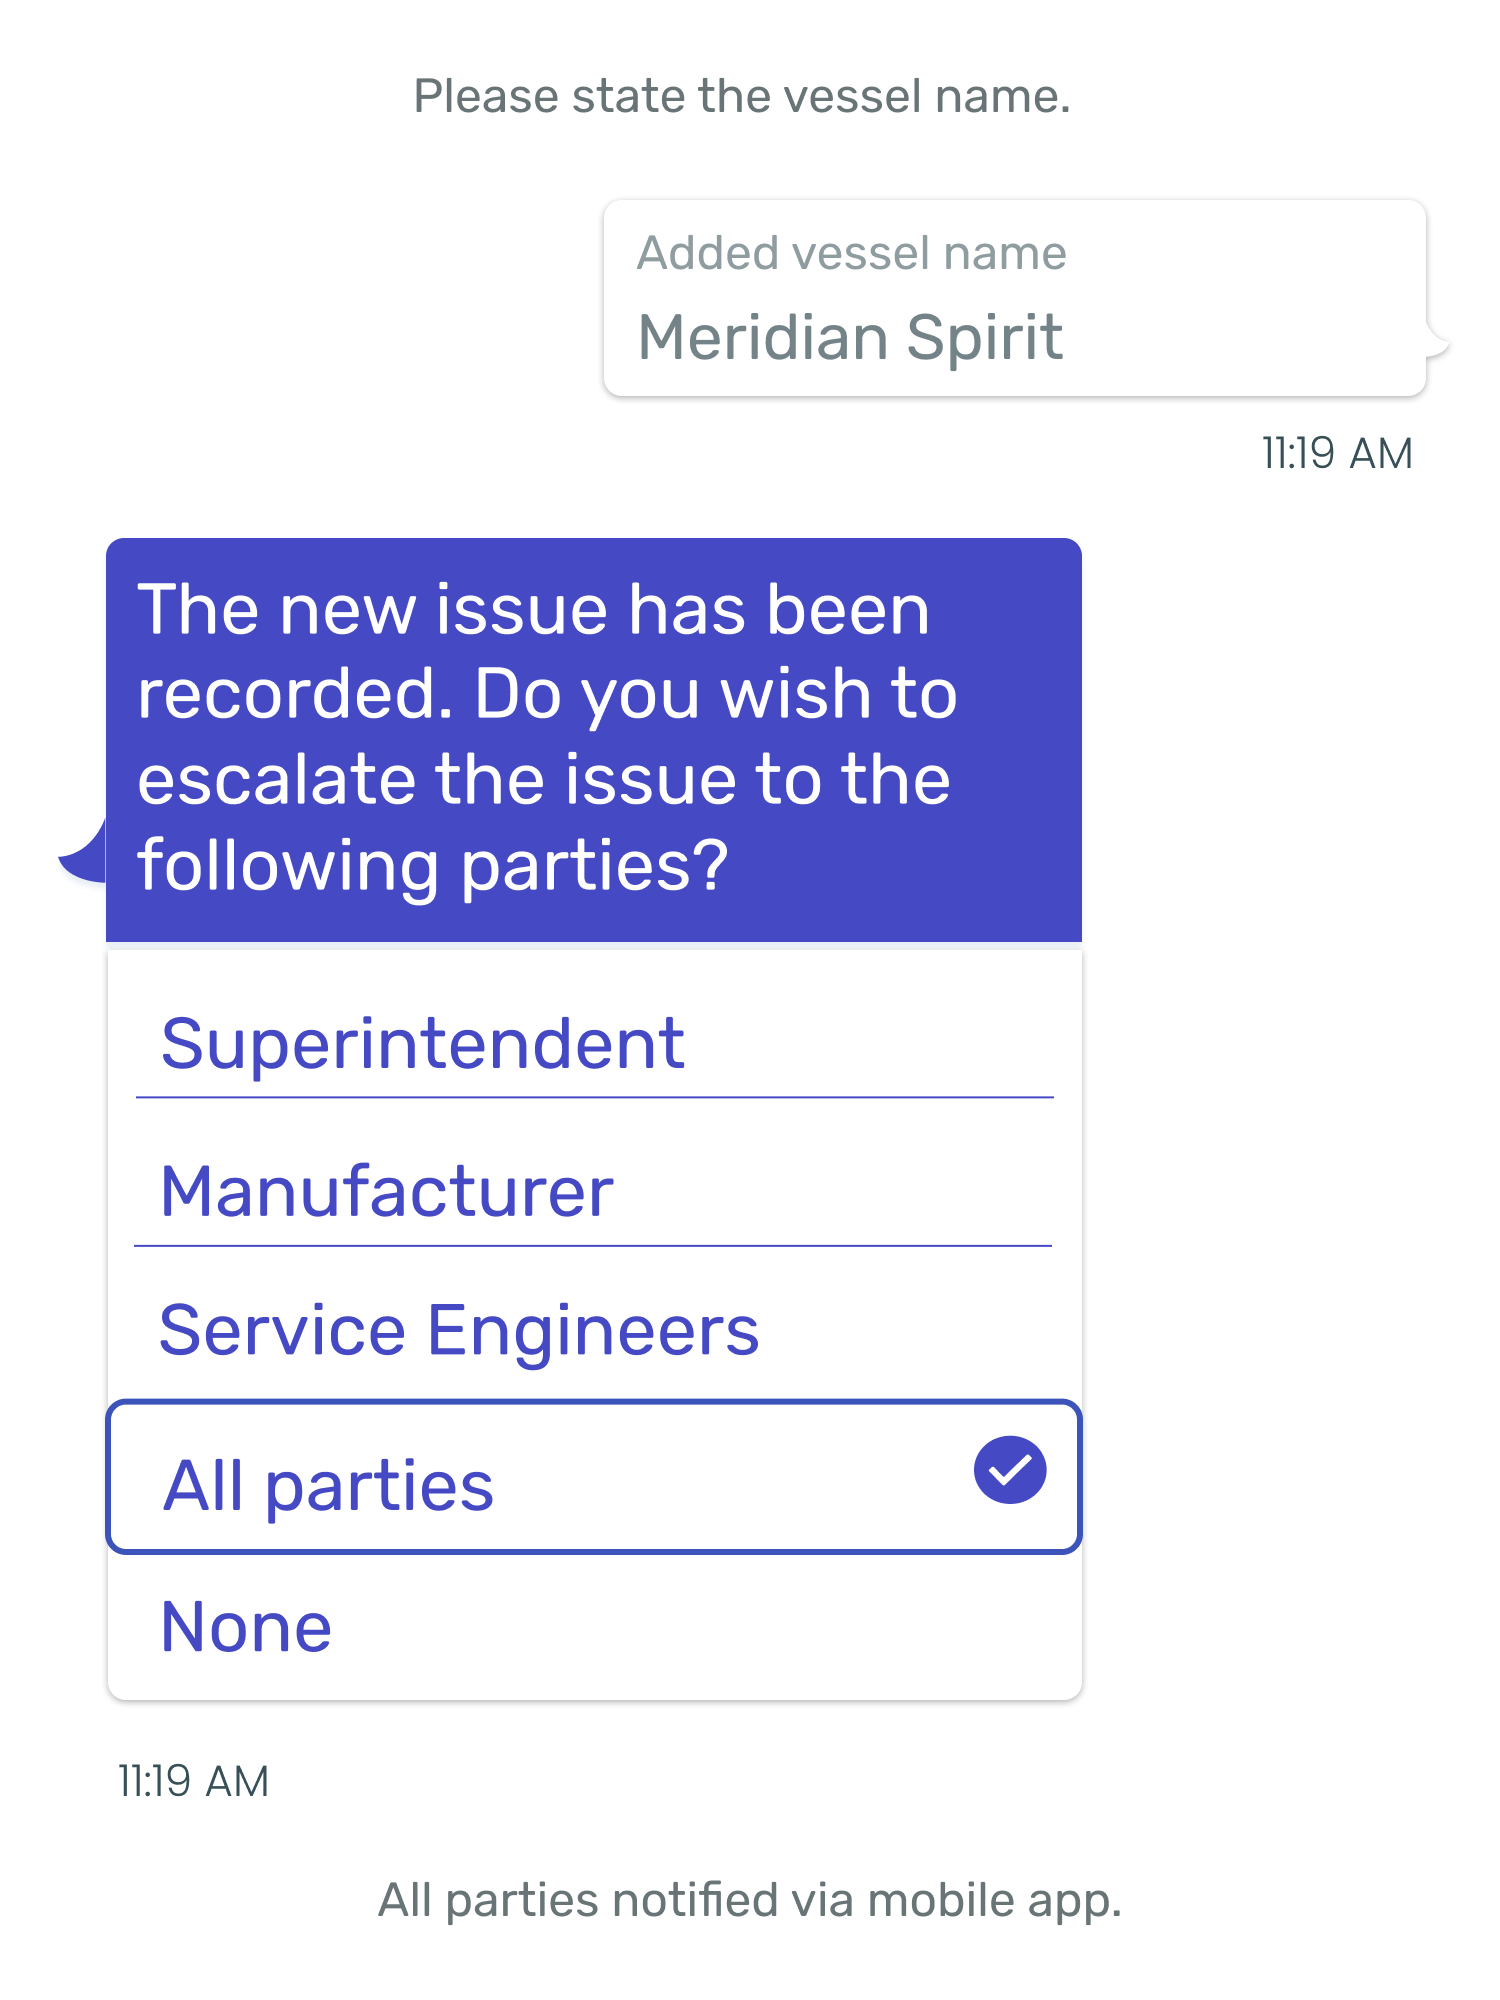 Please state the vessel name.
Added vessel name
Meridian Spirit
11:19 AM
The new issue has been
recorded. Do you wish to
escalate the issue to the
following parties?
Superintendent
Manufacturer
Service Engineers
All parties
None
11:19 AM
All parties notified via mobile app.